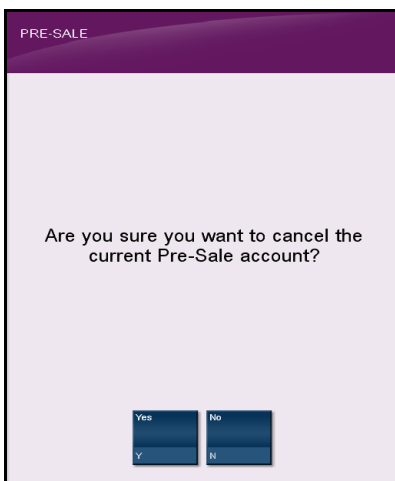 PRE-SALE
Are you sure you want to cancel the
current Pre-Sale account?
Yes No
Y N